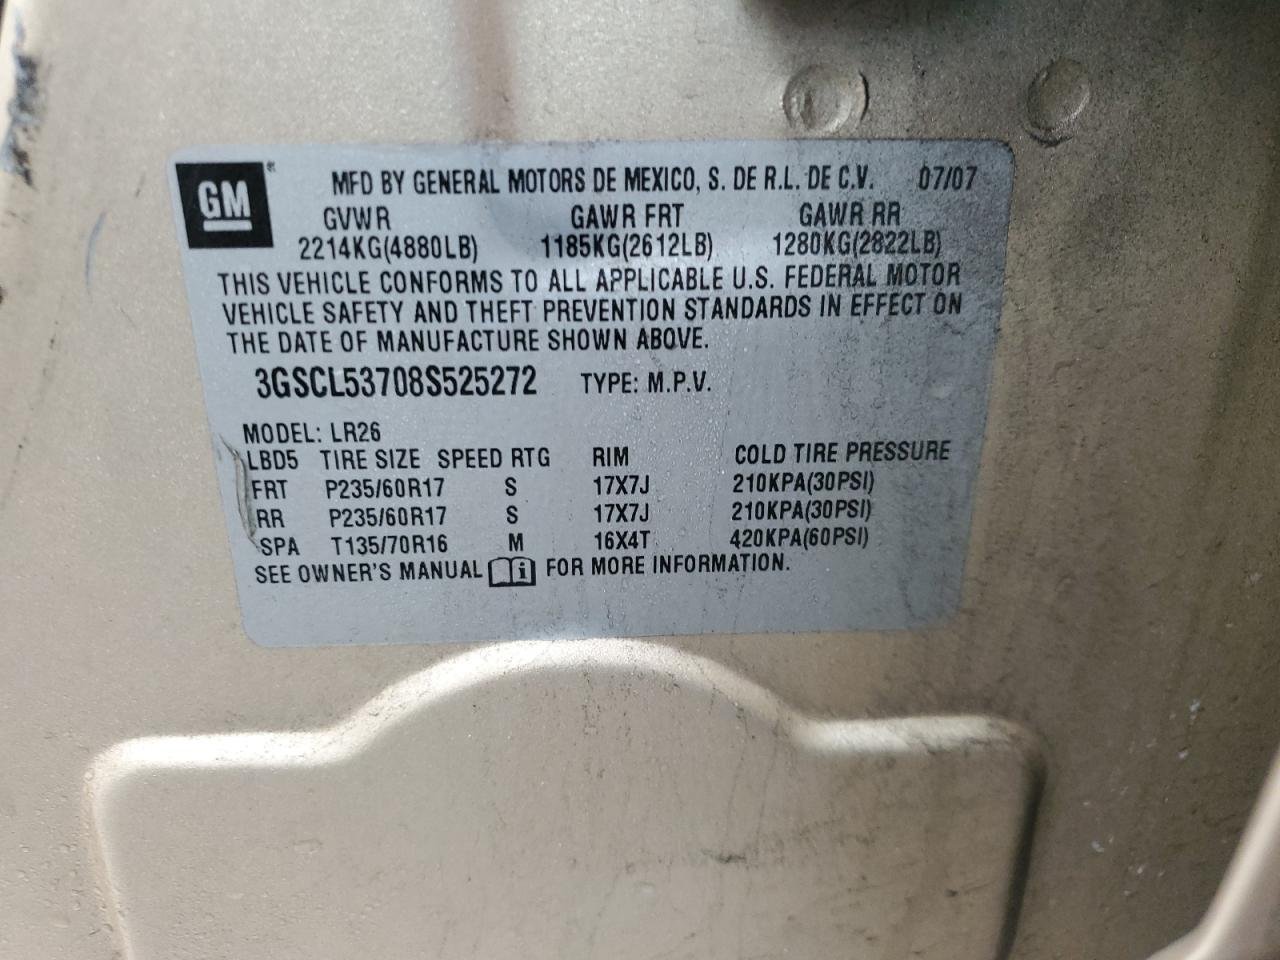 GM®
MFD BY GENERAL MOTORS DE MEXICO, S. DE R.L. DE C.V. 07/07
GVWR GAWR FRT GAWR RR
2214KG(4880LB) 1185KG(2612LB) 1280KG(2822LB)
THIS VEHICLE CONFORMS TO ALL APPLICABLE U.S. FEDERAL MOTOR
VEHICLE SAFETY AND THEFT PREVENTION STANDARDS IN EFFECT ON
THE DATE OF MANUFACTURE SHOWN ABOVE.
3GSCL53708S525272 TYPE: M.P.V.
MODEL: LR26
LBD5 TIRE SIZE SPEED RTG RIM COLD TIRE PRESSURE
FRT P235/60R17 S 17X7J 210KPA(30PSI)
RR P235/60R17 S 17X7J 210KPA(30PSI)
SPA T135/70R16 M 16X4T 420KPA(60PSI)
SEE OWNER'S MANUAL i FOR MORE INFORMATION.